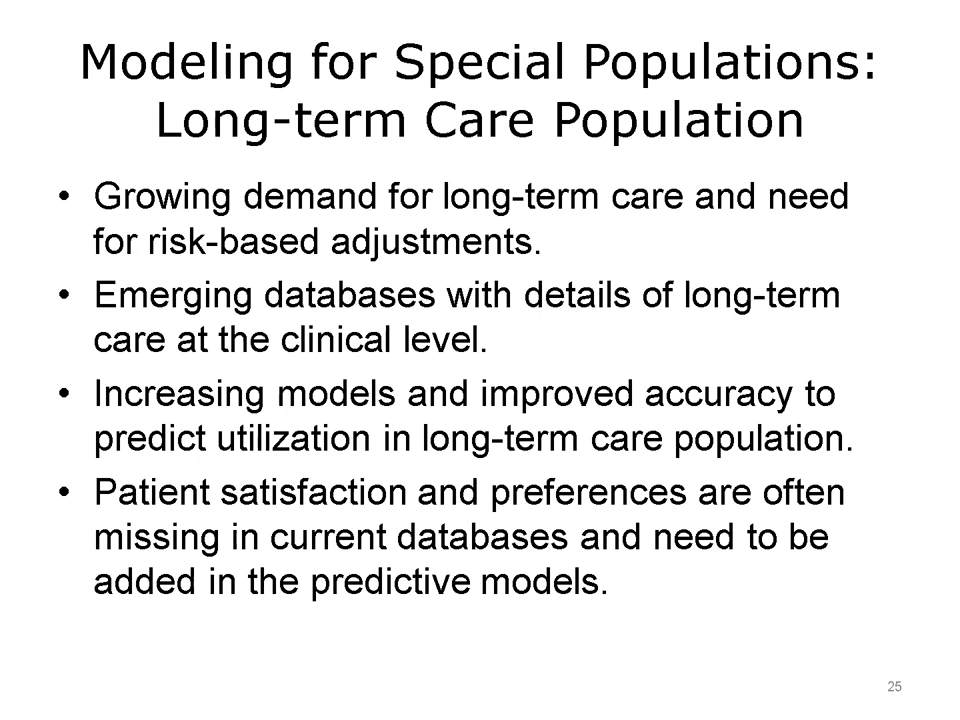 Modeling for Special Populations:
Long-term Care Population
• Growing demand for long-term care and need
for risk-based adjustments.
• Emerging databases with details of long-term
care at the clinical level.
• Increasing models and improved accuracy to
predict utilization in long-term care population.
• Patient satisfaction and preferences are often
missing in current databases and need to be
added in the predictive models.
25